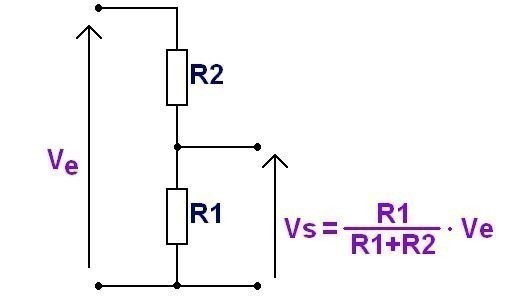 R2
Ve
R1
Vs = R1 / R1+R2 · Ve